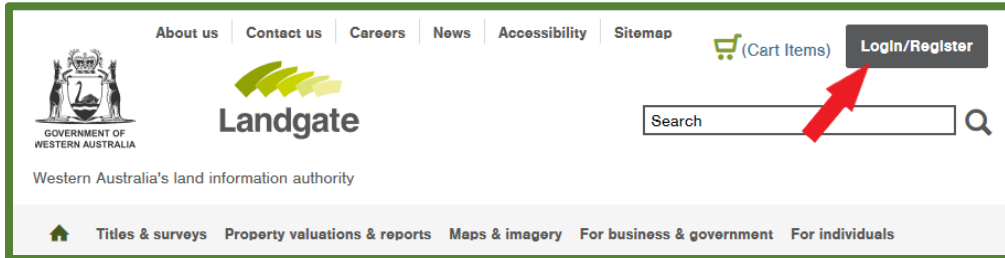 About us Contact us Careers News Accessibility Sitemap
(Cart Items) Login/Register
GOVERNMENT OF
WESTERN AUSTRALIA
Landgate
Search
Western Australia's land information authority
Titles & surveys Property valuations & reports Maps & imagery For business & government For individuals